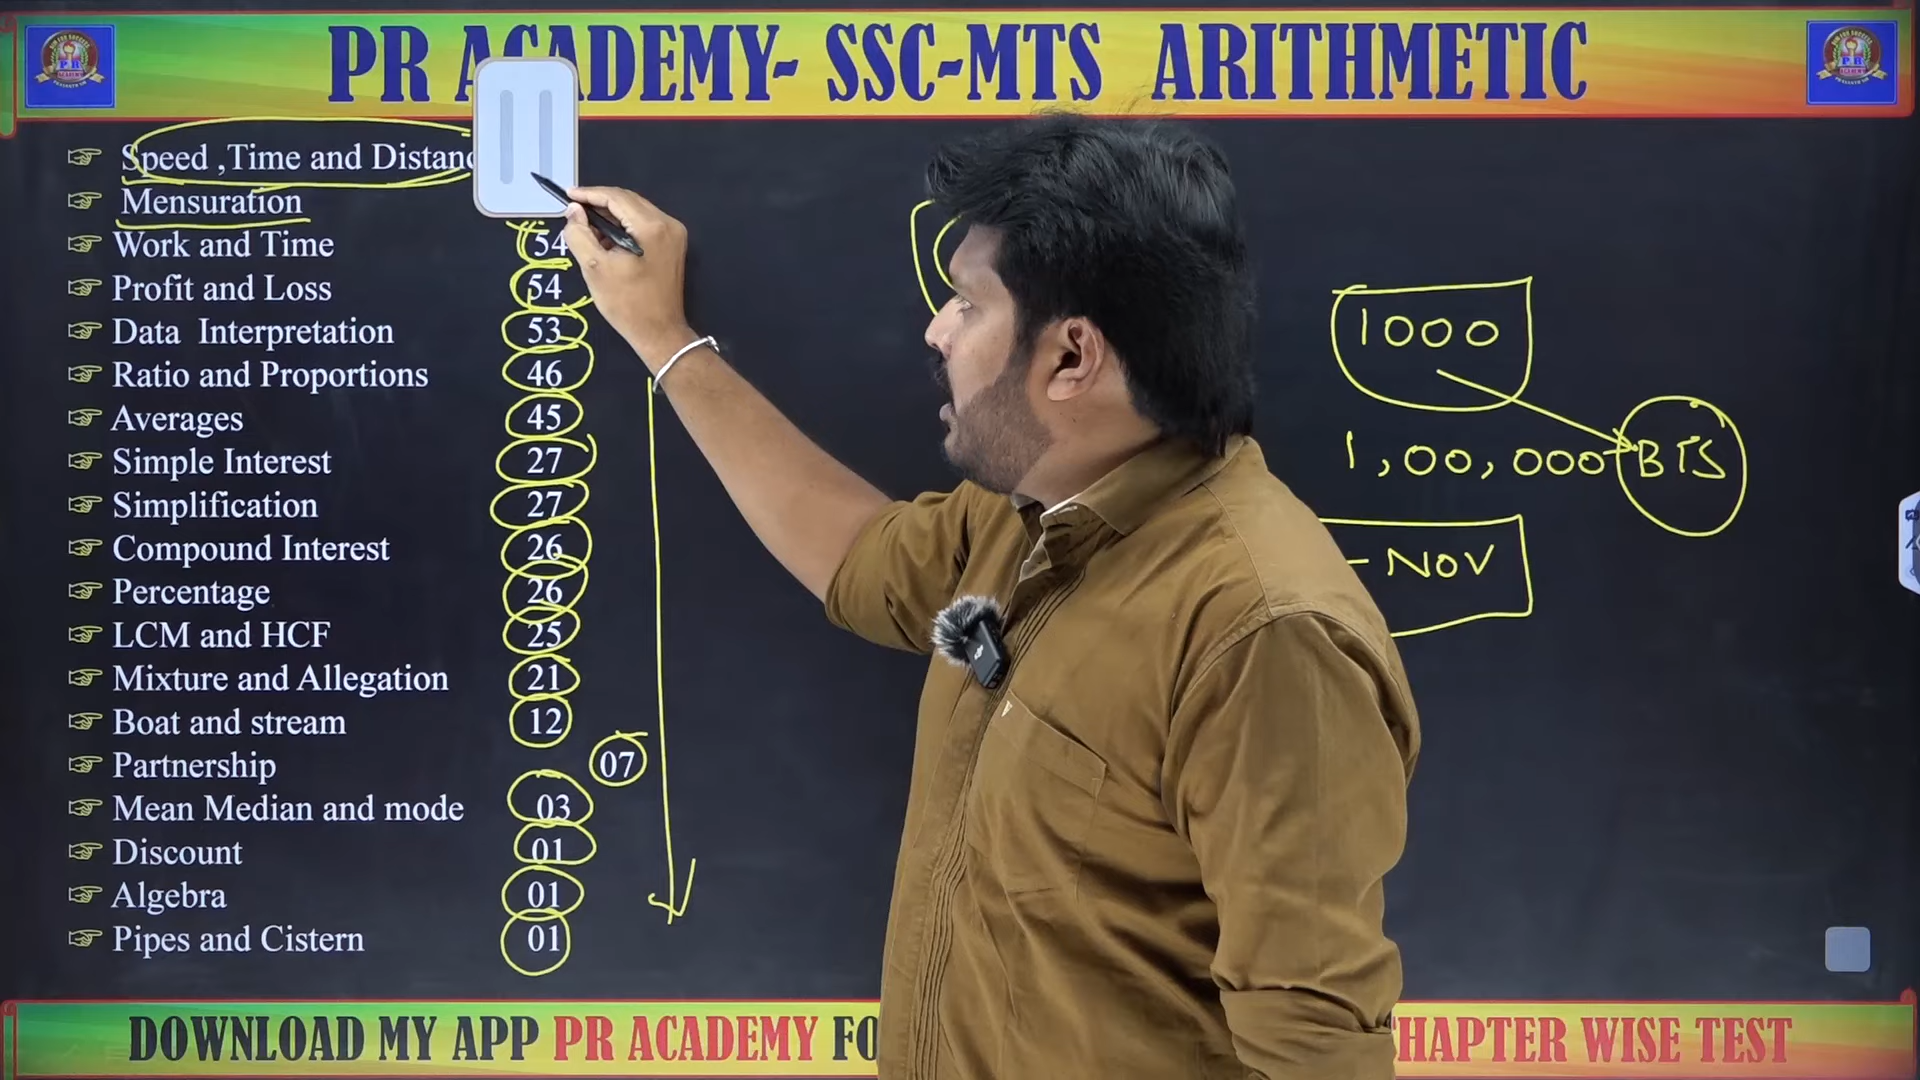 PR ACADEMY- SSC-MTS ARITHMETIC
Speed ,Time and Distanc
Mensuration
Work and Time 54
Profit and Loss 54
Data Interpretation 53
Ratio and Proportions 46
Averages 45
Simple Interest 27
Simplification 27
Compound Interest 26
Percentage 26
LCM and HCF 25
Mixture and Allegation 21
Boat and stream 12
Partnership 07
Mean Median and mode 03
Discount 01
Algebra 01
Pipes and Cistern 01
1000
1,00,000 BTS
- NOV
DOWNLOAD MY APP PR ACADEMY FO HAPTER WISE TEST